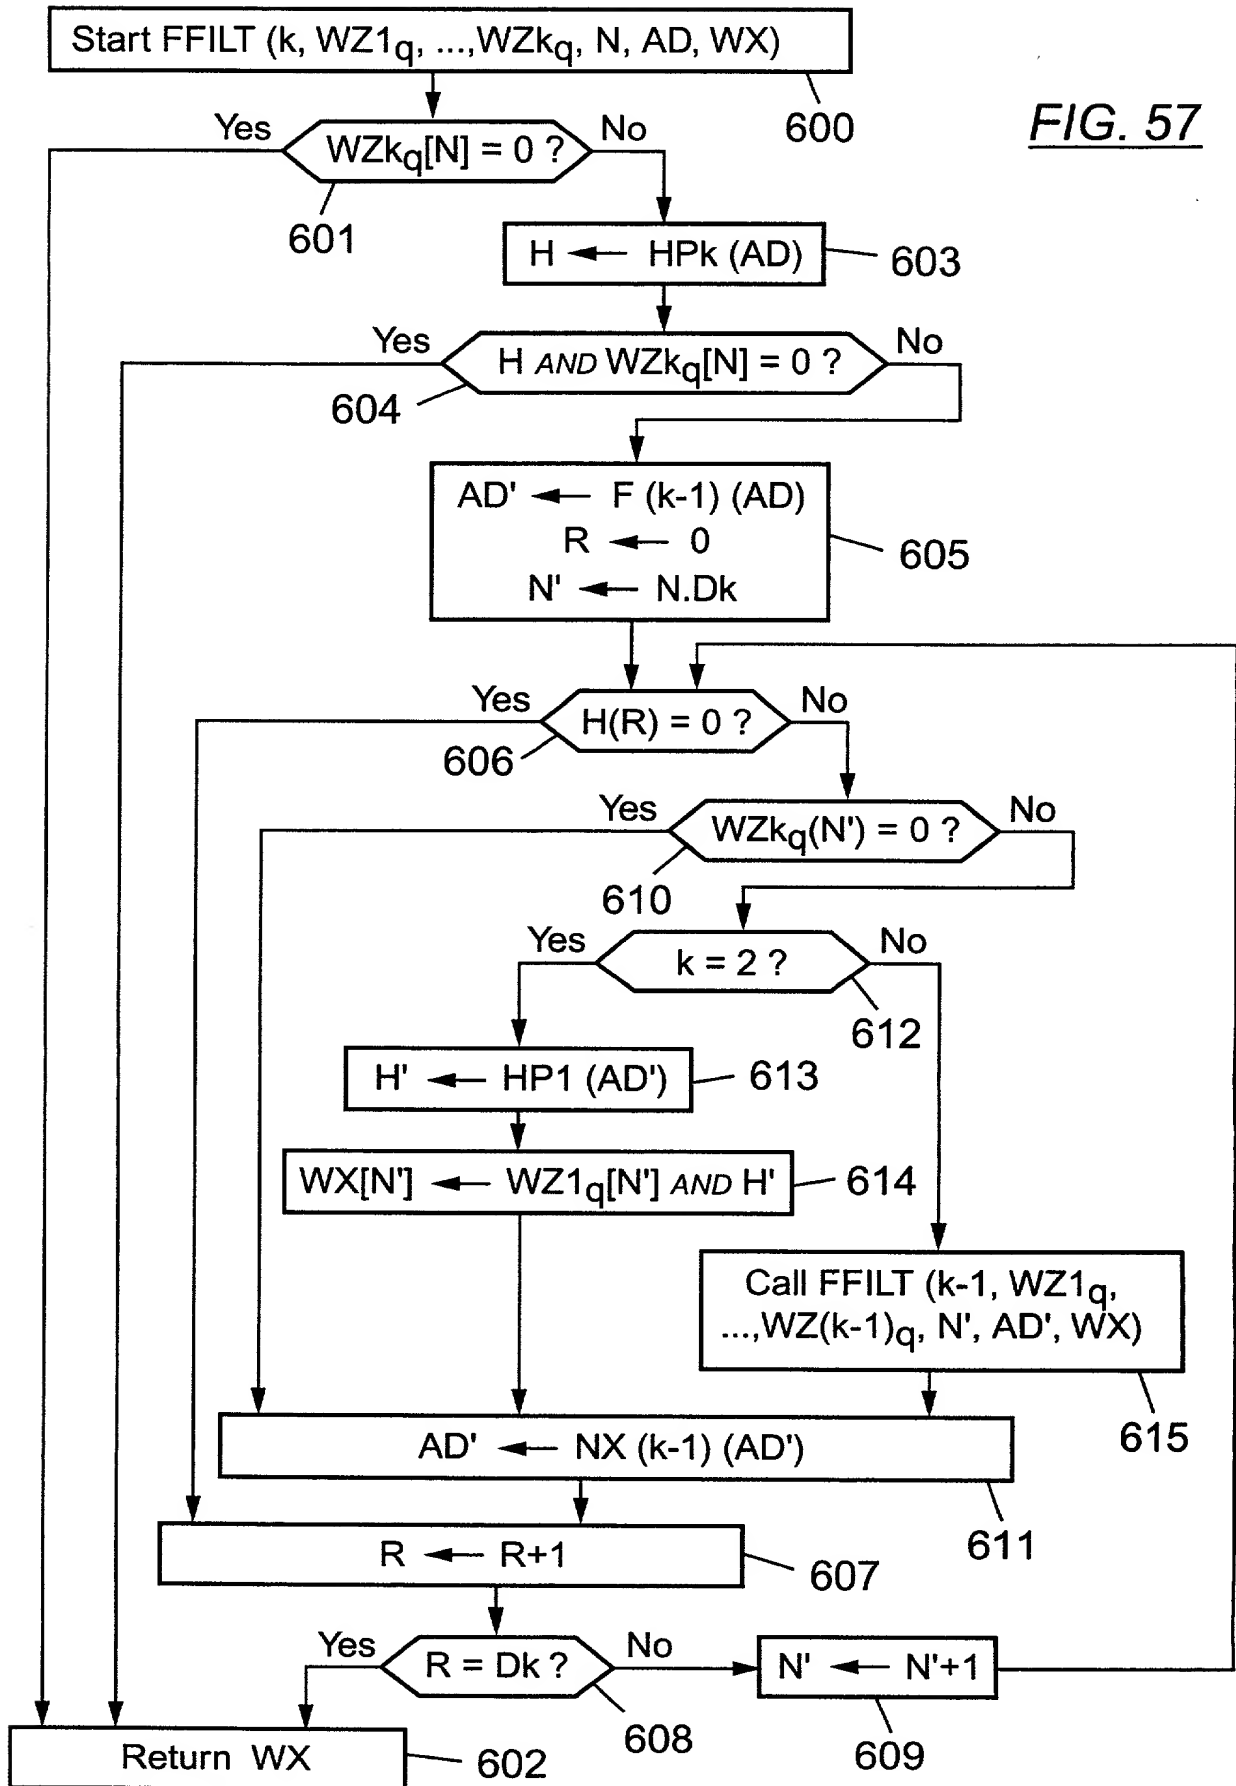 Start FFILT (k, WZ1q, ...,WZkq, N, AD, WX)
600
FIG. 57
Yes
WZkq[N] = 0 ?
No
601
H ← HPk (AD)
603
Yes
H AND WZkq[N] = 0 ?
No
604
AD' ← F (k-1) (AD)
R ← 0
N' ← N.Dk
605
Yes
H(R) = 0 ?
No
606
Yes
WZkq(N') = 0 ?
No
610
Yes
k = 2 ?
No
612
H' ← HP1 (AD')
613
WX[N'] ← WZ1q[N'] AND H'
614
Call FFILT (k-1, WZ1q,
...,WZ(k-1)q, N', AD', WX)
615
AD' ← NX (k-1) (AD')
611
R ← R+1
607
Yes
R = Dk ?
No
608
N' ← N'+1
609
Return WX
602